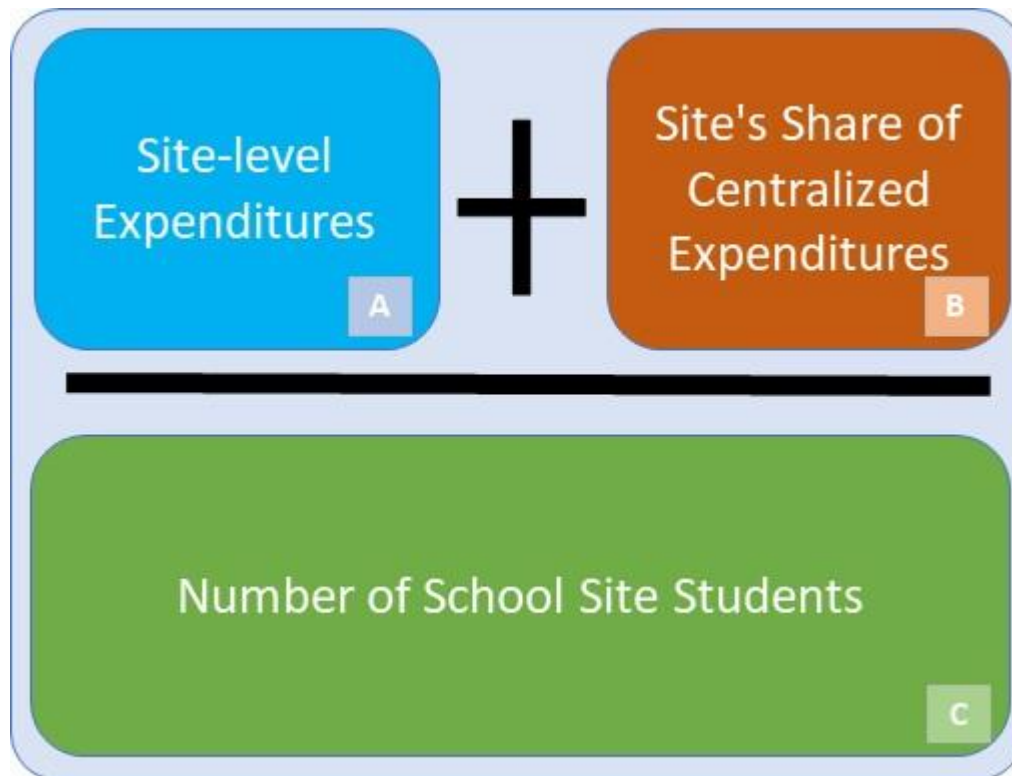 Site-level
Expenditures
A
Site's Share of
Centralized
Expenditures
B
Number of School Site Students
C